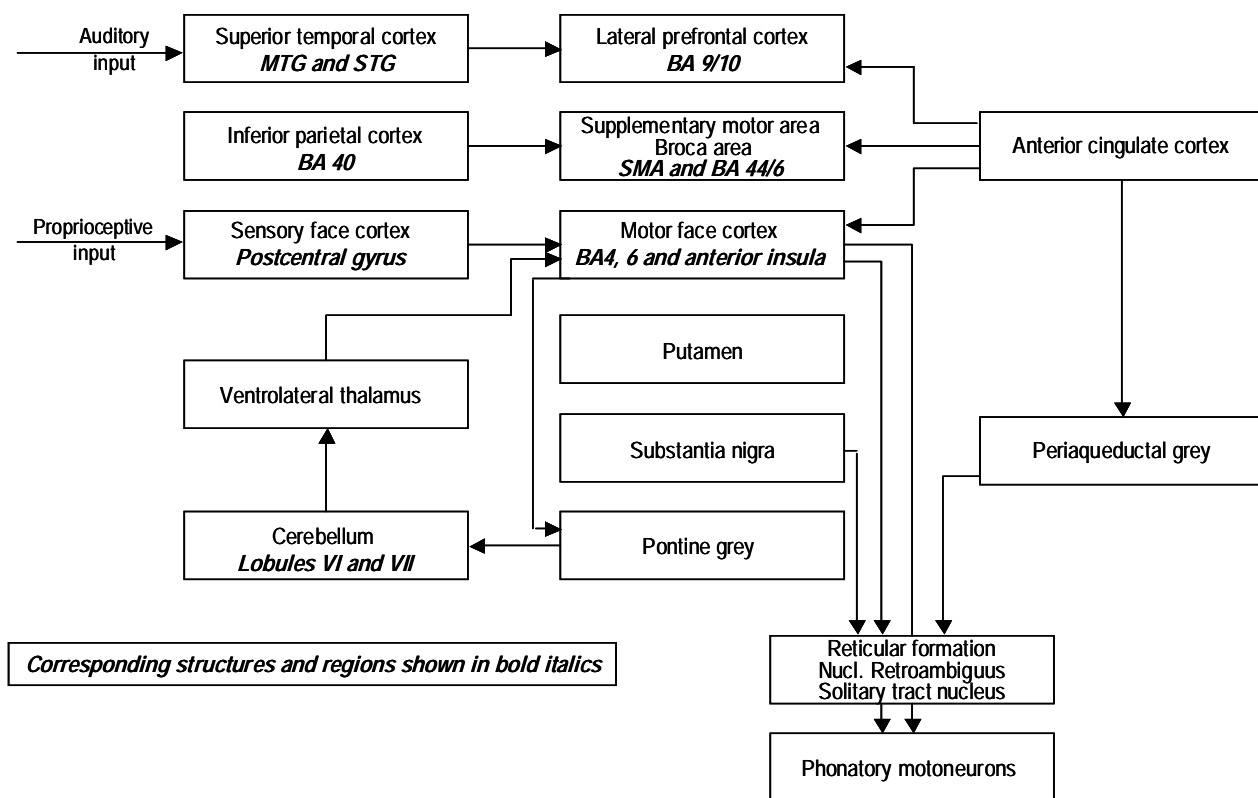 Auditory
input
Superior temporal cortex
MTG and STG
Lateral prefrontal cortex
BA 9/10
Inferior parietal cortex
BA 40
Supplementary motor area
Broca area
SMA and BA 44/6
Anterior cingulate cortex
Proprioceptive
input
Sensory face cortex
Postcentral gyrus
Motor face cortex
BA4, 6 and anterior insula
Putamen
Ventrolateral thalamus
Substantia nigra
Periaqueductal grey
Cerebellum
Lobules VI and VII
Pontine grey
Corresponding structures and regions shown in bold italics
Reticular formation
Nucl. Retroambiguus
Solitary tract nucleus
Phonatory motoneurons